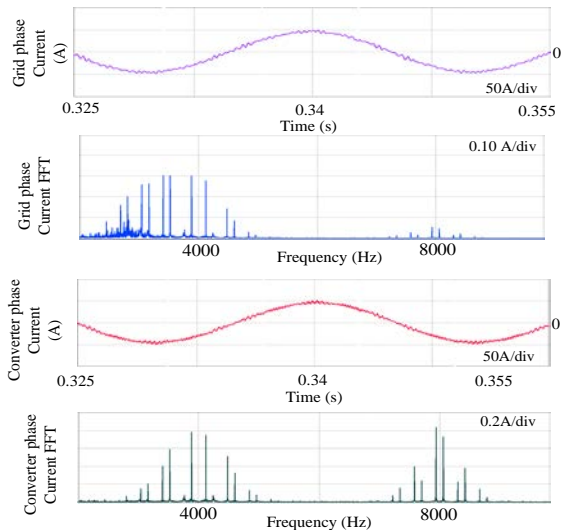 Grid phase
Current
(A)
0
50A/div
0.325
0.34
0.355
Time (s)
Grid phase
Current FFT
0.10 A/div
4000
8000
Frequency (Hz)
Converter phase
Current
(A)
0
50A/div
0.325
0.34
0.355
Time (s)
Converter phase
Current FFT
0.2A/div
4000
8000
Frequency (Hz)